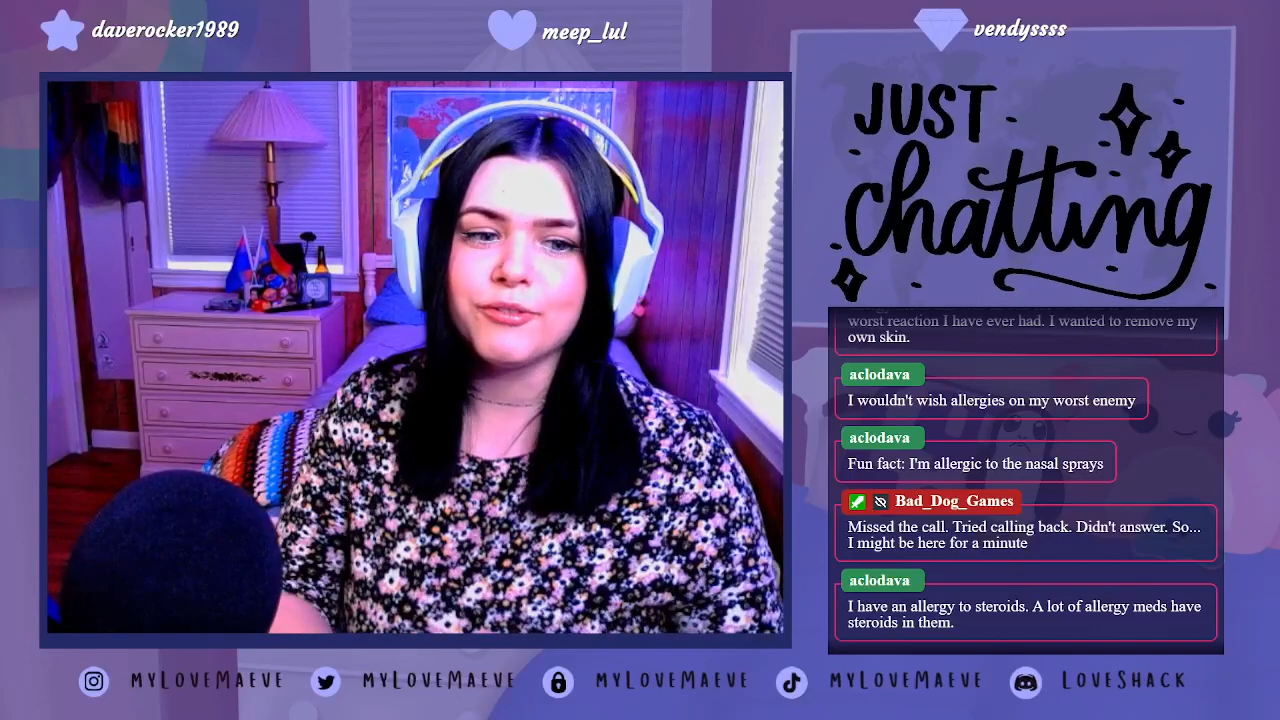 daverocker1989
meep_lul
vendyssss
JUST
chatting
worst reaction I have ever had. I wanted to remove my
own skin.
aclodava
I wouldn't wish allergies on my worst enemy
aclodava
Fun fact: I'm allergic to the nasal sprays
Bad_Dog_Games
Missed the call. Tried calling back. Didn't answer. So...
I might be here for a minute
aclodava
I have an allergy to steroids. A lot of allergy meds have
steroids in them.
MYLOVEMAEVE
MYLOVEMAEVE
MYLOVEMAEVE
MYLOVEMAEVE
LOVESHACK